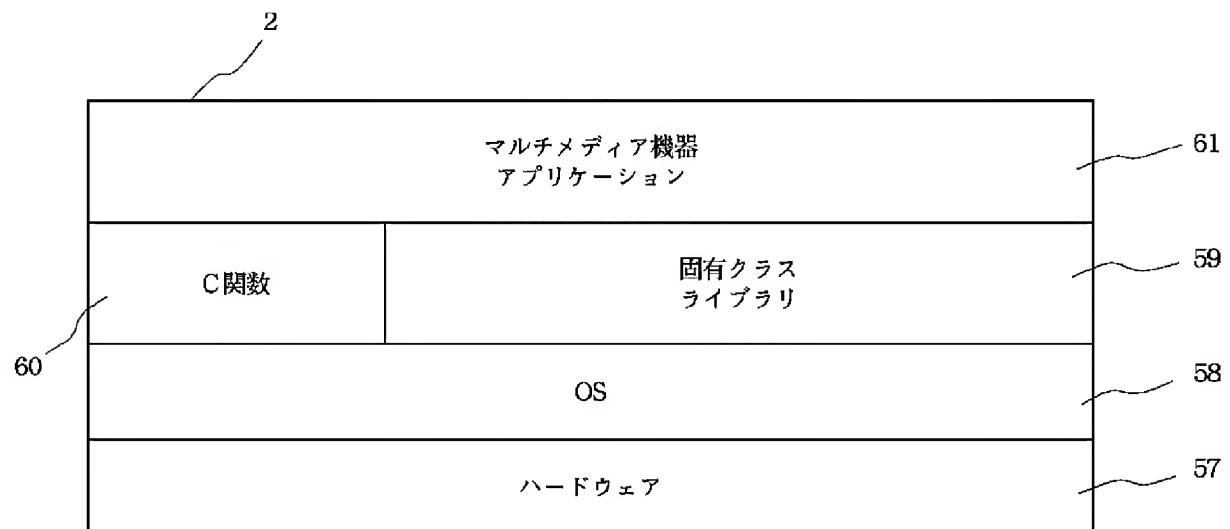 2
マルチメディア機器
アプリケーション
61
C関数
固有クラス
ライブラリ
59
60
OS
58
ハードウェア
57